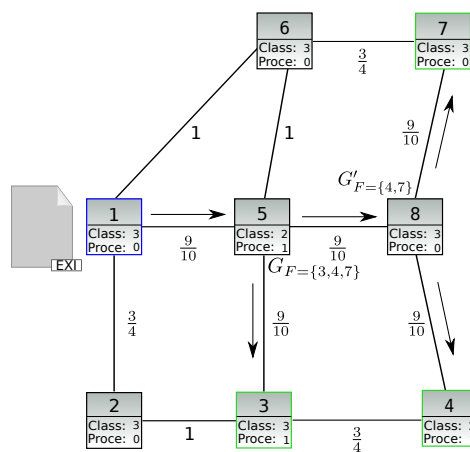 6
Class: 3
Proce: 0
7
Class: 3
Proce: 0
3/4
9/10
1
1
G'_{F={4,7}}
1
Class: 3
Proce: 0
5
Class: 2
Proce: 1
8
Class: 3
Proce: 0
9/10
9/10
EXI
G_{F={3,4,7}}
3/4
9/10
9/10
2
Class: 3
Proce: 0
3
Class: 3
Proce: 1
4
Class:
Proce:
1
3/4